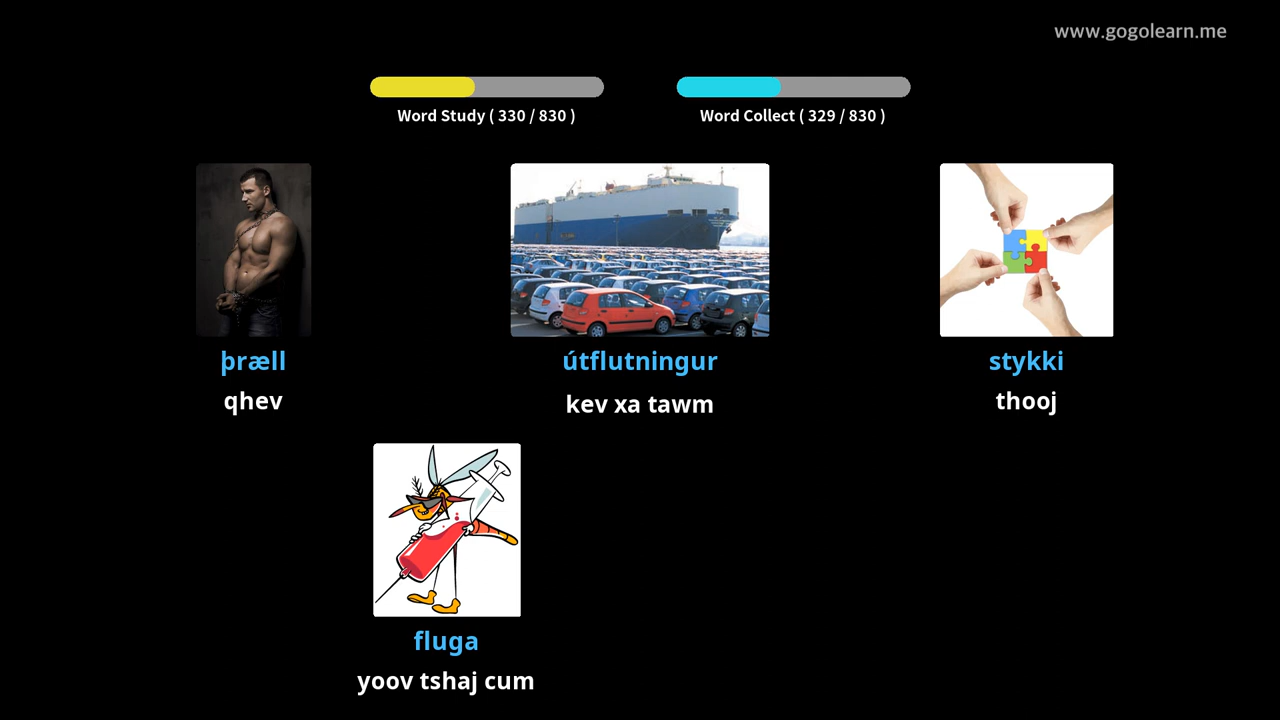 www.gogolearn.me
Word Study ( 330 / 830 )
Word Collect ( 329 / 830 )
þræll
qhev
útflutningur
kev xa tawm
stykki
thooj
fluga
yoov tshaj cum